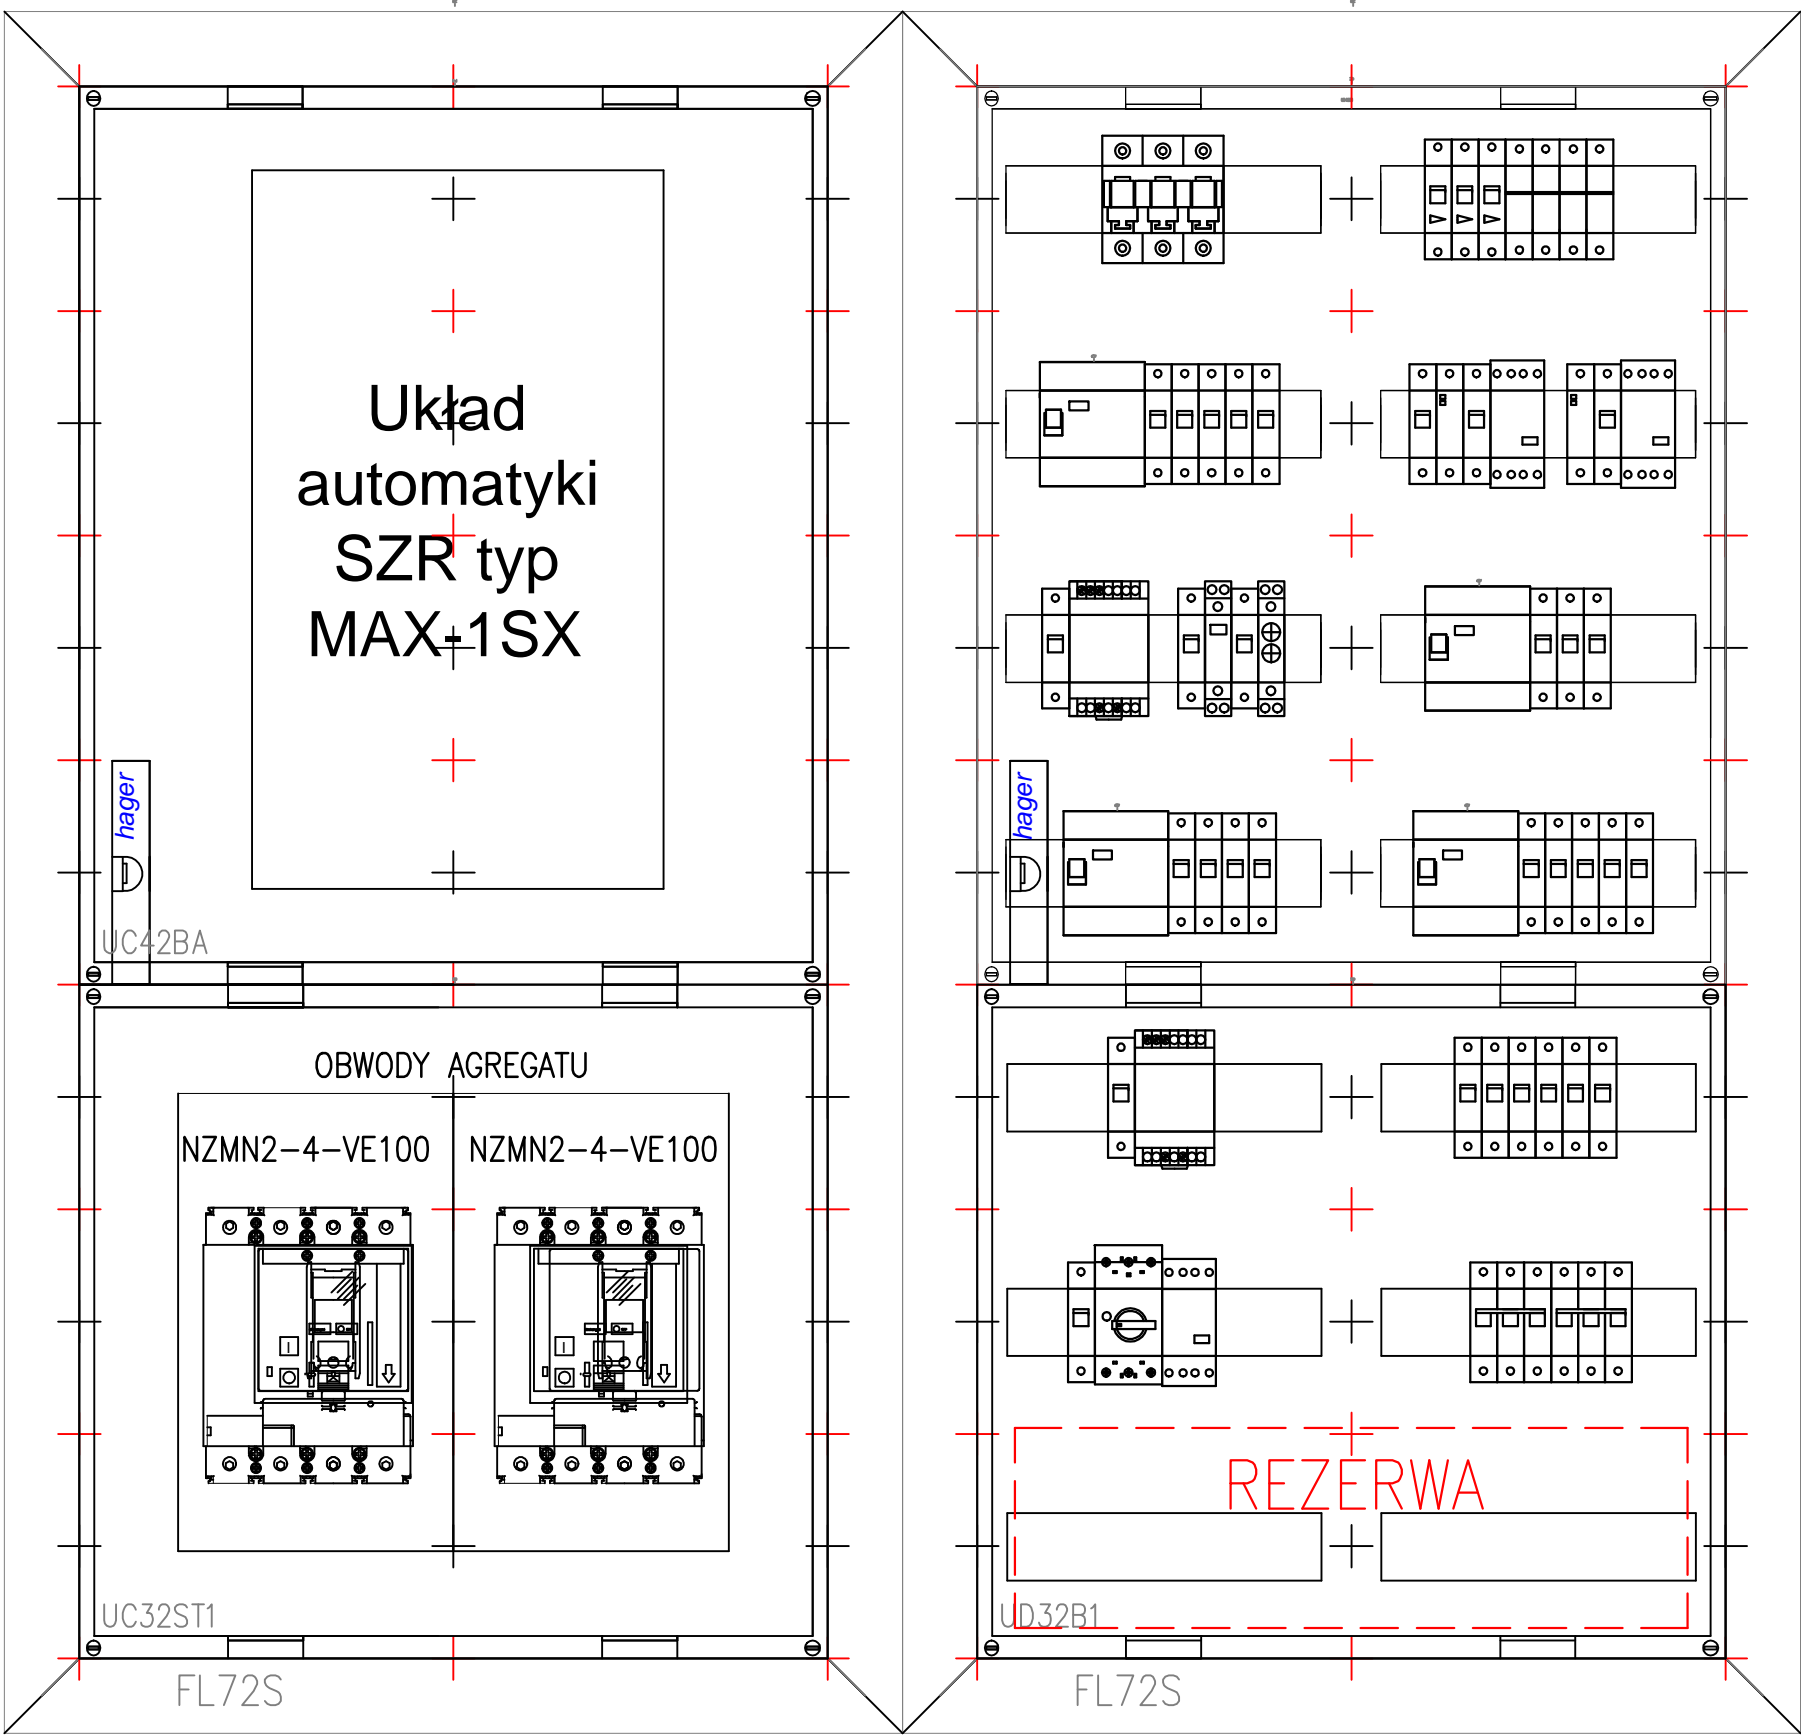 Układ
automatyki
SZR typ
MAX-1SX
hager
UC42BA
OBWODY AGREGATU
NZMN2-4-VE100
NZMN2-4-VE100
UC32ST1
FL72S
hager
REZERWA
UD32B1
FL72S